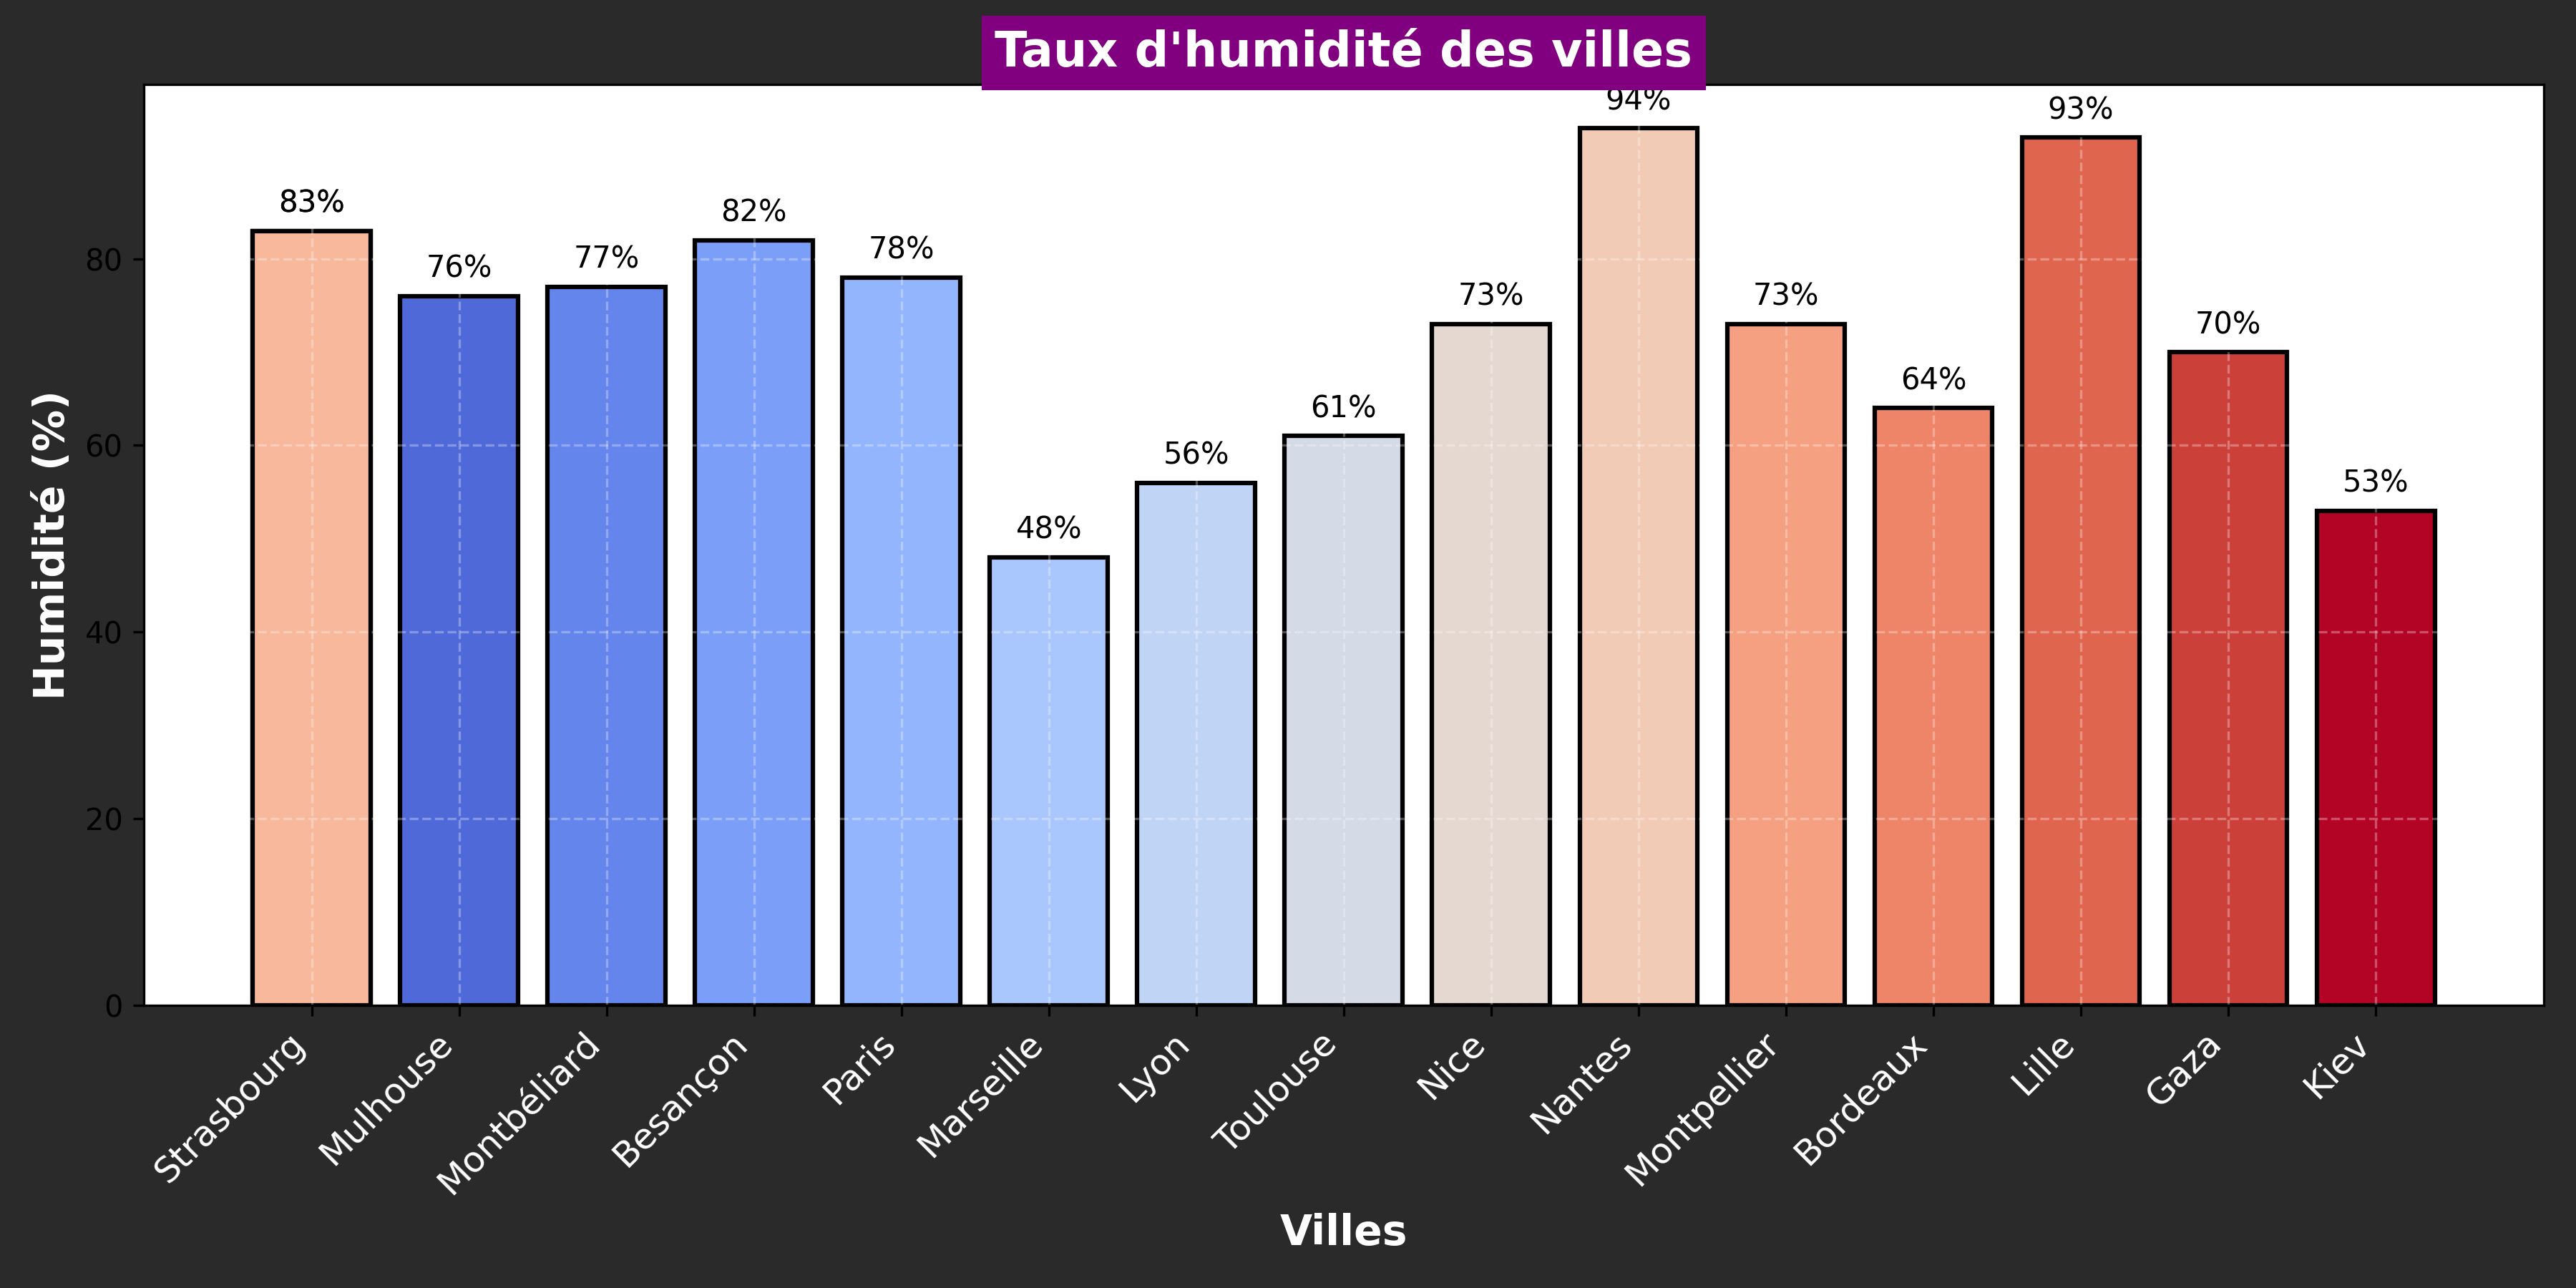 Taux d'humidité des villes
94%
93%
83%
82%
78%
77%
76%
73%
73%
70%
64%
61%
56%
53%
48%
Humidité (%)
80
60
40
20
0
Strasbourg
Mulhouse
Montbéliard
Besançon
Paris
Marseille
Lyon
Toulouse
Nice
Nantes
Montpellier
Bordeaux
Lille
Gaza
Kiev
Villes